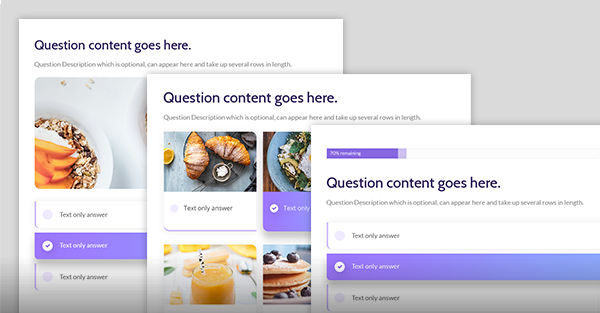 Question content goes here.
Question Description which is optional, can appear here and take up several rows in length.
Text only answer
Text only answer
Text only answer
Question content goes here.
Question Description which is optional, can appear here and take up several rows in length.
Text only answer
Text only
70% remaining
Question content goes here.
Question Description which is optional, can appear here and take up several rows in length.
Text only answer
Text only answer
Text only answer